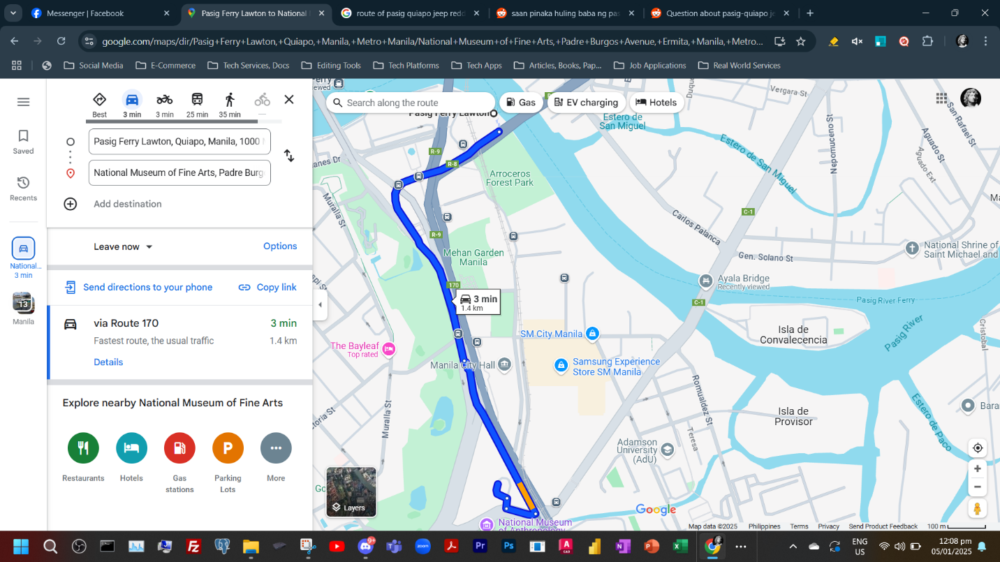 Messenger | Facebook
Pasig Ferry Lawton to National
route of pasig quiapo jeep redd
saan pinaka huling baba ng pas
Question about pasig-quiapo je
google.com/maps/dir/Pasig+Ferry+Lawton,+Quiapo,+Manila,+Metro+Manila/National+Museum+of+Fine+Arts,+Padre+Burgos+Avenue,+Ermita,+Manila,+Metro...
Social Media
E-Commerce
Tech Services, Docs
Editing Tools
Tech Platforms
Tech Apps
Articles, Books, Pap...
Job Applications
Real World Services
Saved
Recents
National...
3 min
13
Manila
Best
3 min
3 min
25 min
35 min
—
Pasig Ferry Lawton, Quiapo, Manila, 1000
National Museum of Fine Arts, Padre Burg
Add destination
Leave now
Options
Send directions to your phone
Copy link
via Route 170
3 min
Fastest route, the usual traffic
1.4 km
Details
Explore nearby National Museum of Fine Arts
Restaurants
Hotels
Gas
stations
P
Parking
Lots
More
Search along the route
Gas
EV charging
Hotels
Pasig Ferry Lawton
Vergara St
Estero de
San Miguel
San Rafael St
Aguado St
Aguado Ext
Nepomuceno St
Estero de San Miguel
R-9
R-8
Arroceros
Forest Park
Muralla St
R-9
Carlos Palanca
C-1
Mehan Garden
Manila
Gen. Solano St
National Shrine of
Saint Michael and
Ayala Bridge
Recently viewed
170
C-1
Pasig River Ferry
3 min
1.4 km
Isla de
Convalecencia
Pasig River
SM City Manila
The Bayleaf
Top rated
Manila City Hall
Samsung Experience
Store SM Manila
Romualdez St
Muralla St
Isla de
Provisor
Estero de Paco
Teresa
Adamson
University
(AdU)
Layers
Google
National Museum
of Anthropology
Map data ©2025
Philippines
Terms
Privacy
Send Product Feedback
100 m
9+
ENG
US
12:08 pm
05/01/2025